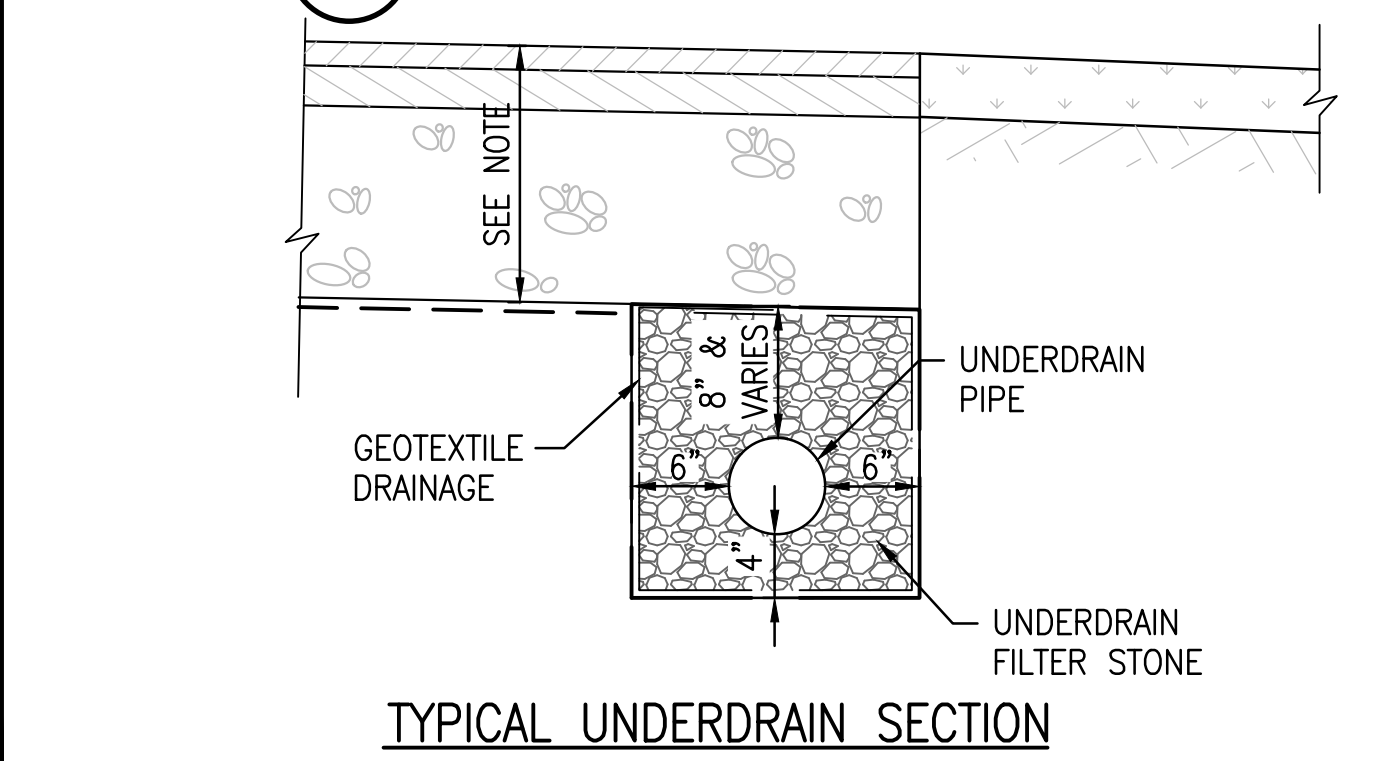 SEE NOTE
8” &
VARIES
UNDERDRAIN
PIPE
GEOTEXTILE
DRAINAGE
6”
6”
4”
UNDERDRAIN
FILTER STONE
TYPICAL UNDERDRAIN SECTION